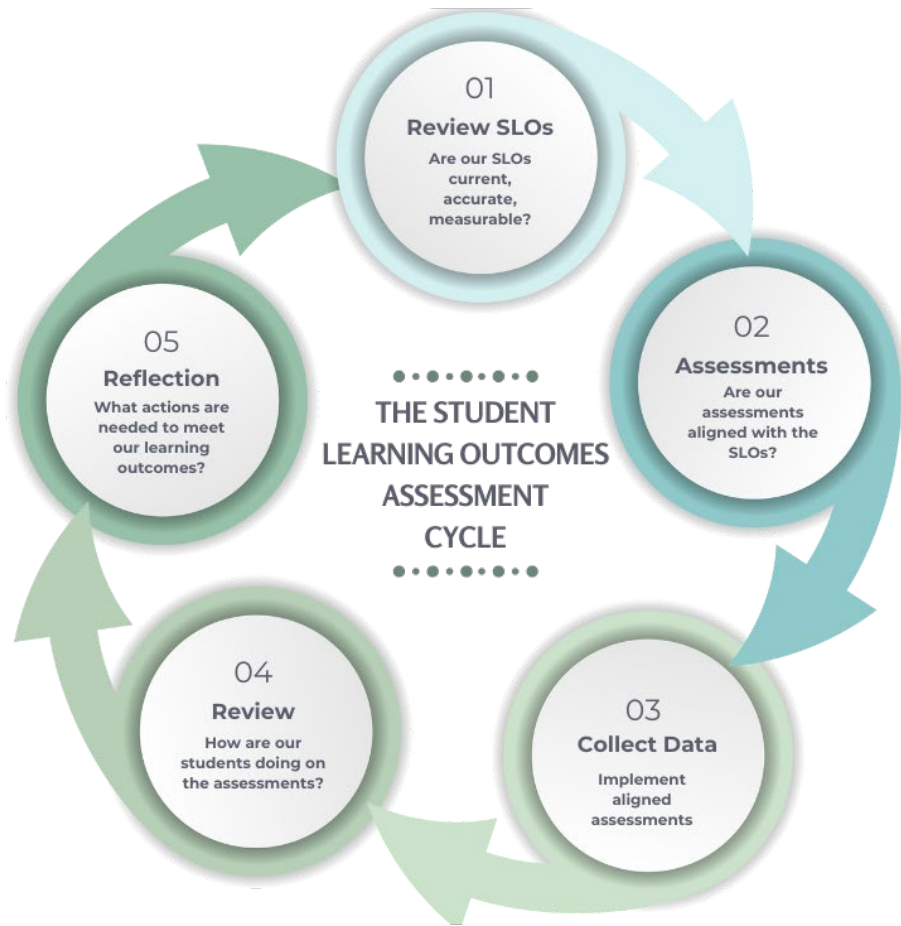 01
Review SLOs
Are our SLOs
current,
accurate,
measurable?
02
Assessments
Are our
assessments
aligned with the
SLOs?
03
Collect Data
Implement
aligned
assessments
04
Review
How are our
students doing on
the assessments?
05
Reflection
What actions are
needed to meet
our learning
outcomes?
THE STUDENT
LEARNING OUTCOMES
ASSESSMENT
CYCLE